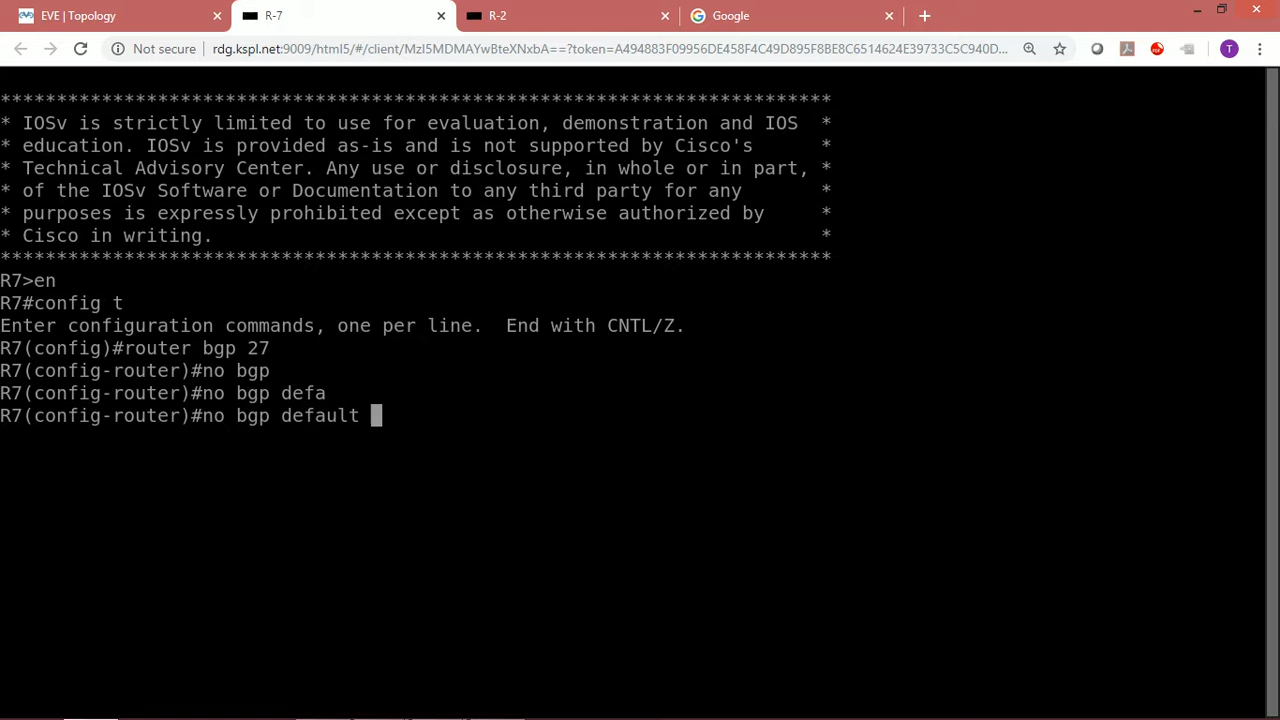 EVE | Topology
R-7
R-2
Google
Not secure
rdg.kspl.net:9009/html5/#/client/MzI5MDMAYwBteXNxbA==?token=A494883F09956DE458F4C49D895F8BE8C6514624E39733C5C940D...
T
**************************************************************************
* IOSv is strictly limited to use for evaluation, demonstration and IOS  *
* education. IOSv is provided as-is and is not supported by Cisco's      *
* Technical Advisory Center. Any use or disclosure, in whole or in part, *
* of the IOSv Software or Documentation to any third party for any       *
* purposes is expressly prohibited except as otherwise authorized by     *
* Cisco in writing.                                                      *
**************************************************************************
R7>en
R7#config t
Enter configuration commands, one per line.  End with CNTL/Z.
R7(config)#router bgp 27
R7(config-router)#no bgp
R7(config-router)#no bgp defa
R7(config-router)#no bgp default